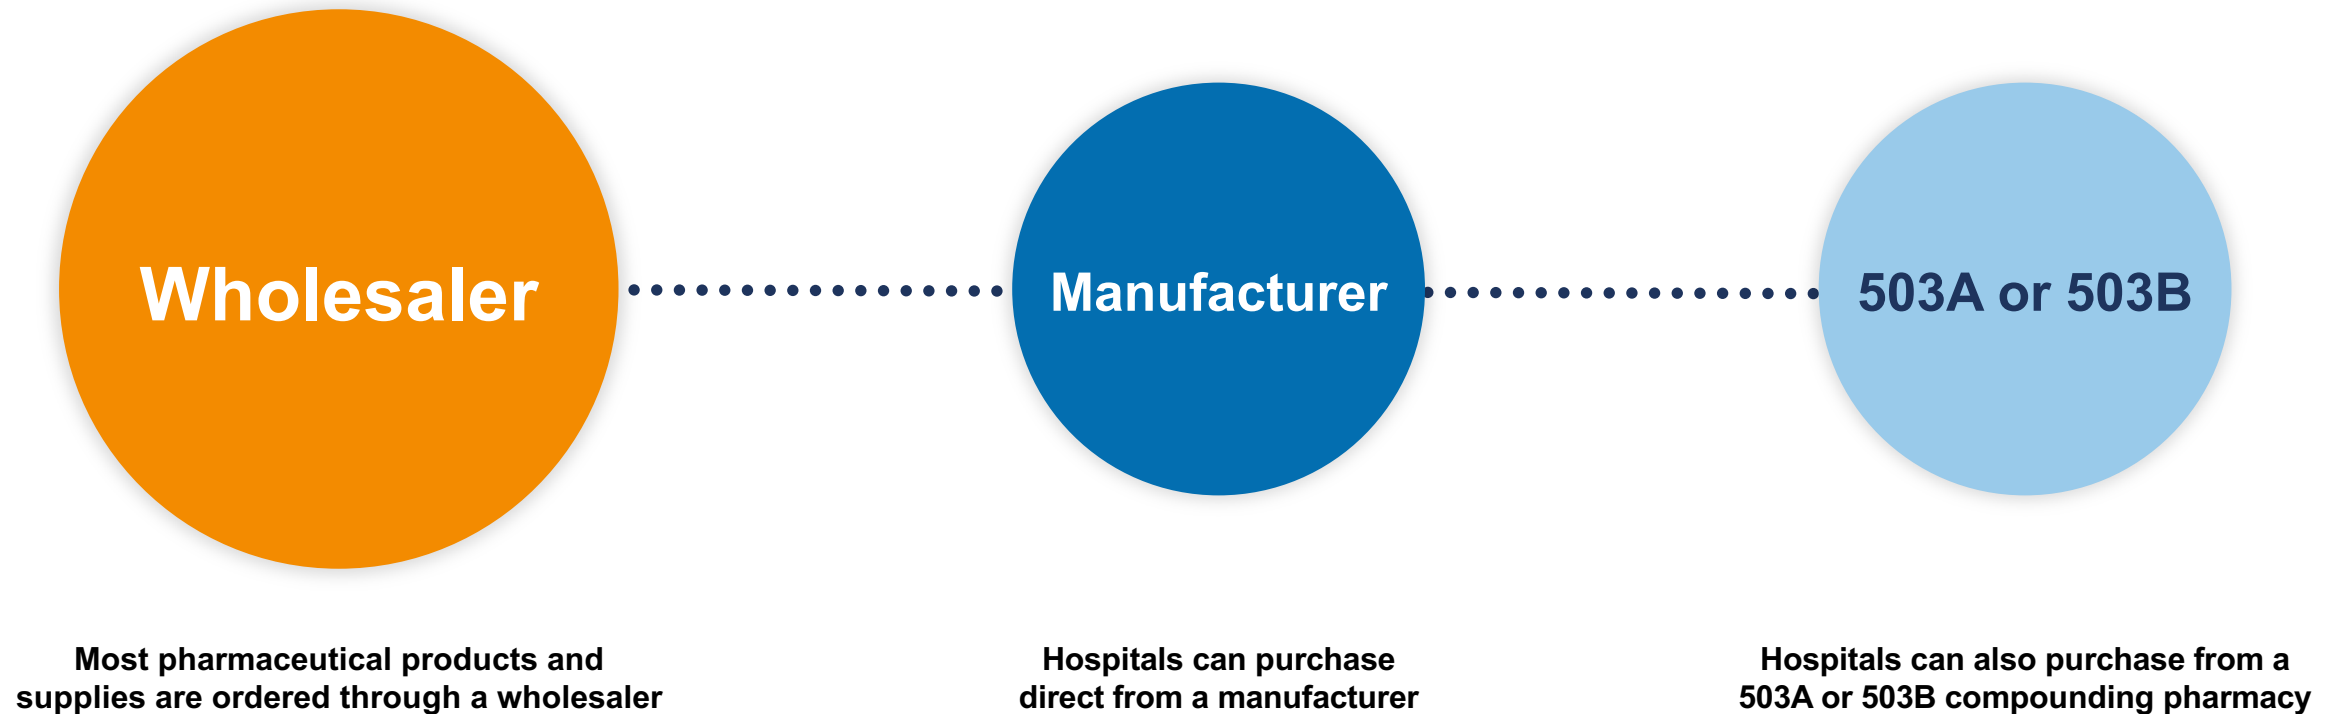 Wholesaler
Manufacturer
503A or 503B
Most pharmaceutical products and
supplies are ordered through a wholesaler
Hospitals can purchase
direct from a manufacturer
Hospitals can also purchase from a
503A or 503B compounding pharmacy